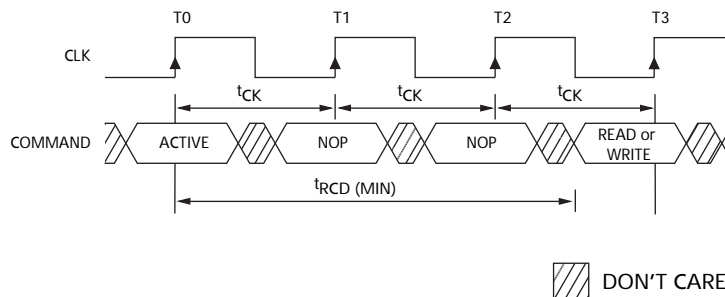 T0 T1 T2 T3
CLK
tCK tCK tCK
COMMAND ACTIVE NOP NOP READ or
WRITE
tRCD (MIN)
DON'T CARE